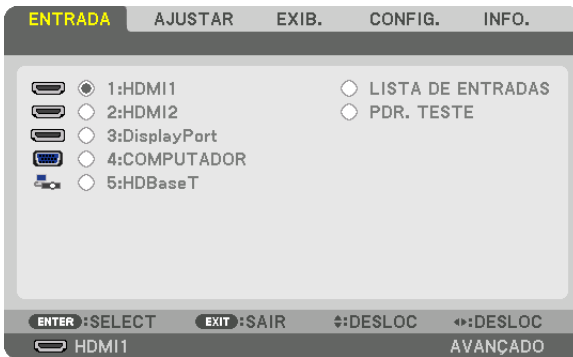 ENTRADA AJUSTAR EXIB. CONFIG. INFO.
1:HDMI1 LISTA DE ENTRADAS
2:HDMI2 PDR. TESTE
3:DisplayPort
4:COMPUTADOR
5:HDBaseT
ENTER :SELECT EXIT :SAIR :DESLOC :DESLOC
HDMI1 AVANÇADO